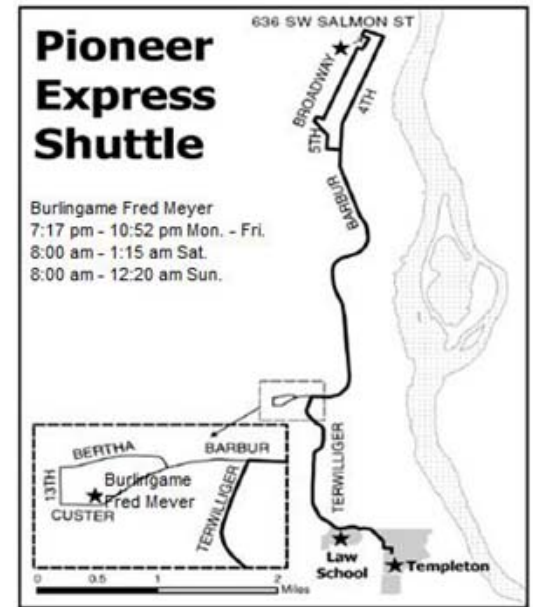 Pioneer
Express
Shuttle
636 SW SALMON ST
BROADWAY
4TH
5TH
BARBUR
Burlingame Fred Meyer
7:17 pm - 10:52 pm Mon. - Fri.
8:00 am - 1:15 am Sat.
8:00 am - 12:20 am Sun.
BERTHA
BARBUR
13TH
Burlingame
Fred Meyer
CUSTER
TERWILLIGER
TERWILLIGER
Law
School
Templeton
0 0.5 1 2
Miles